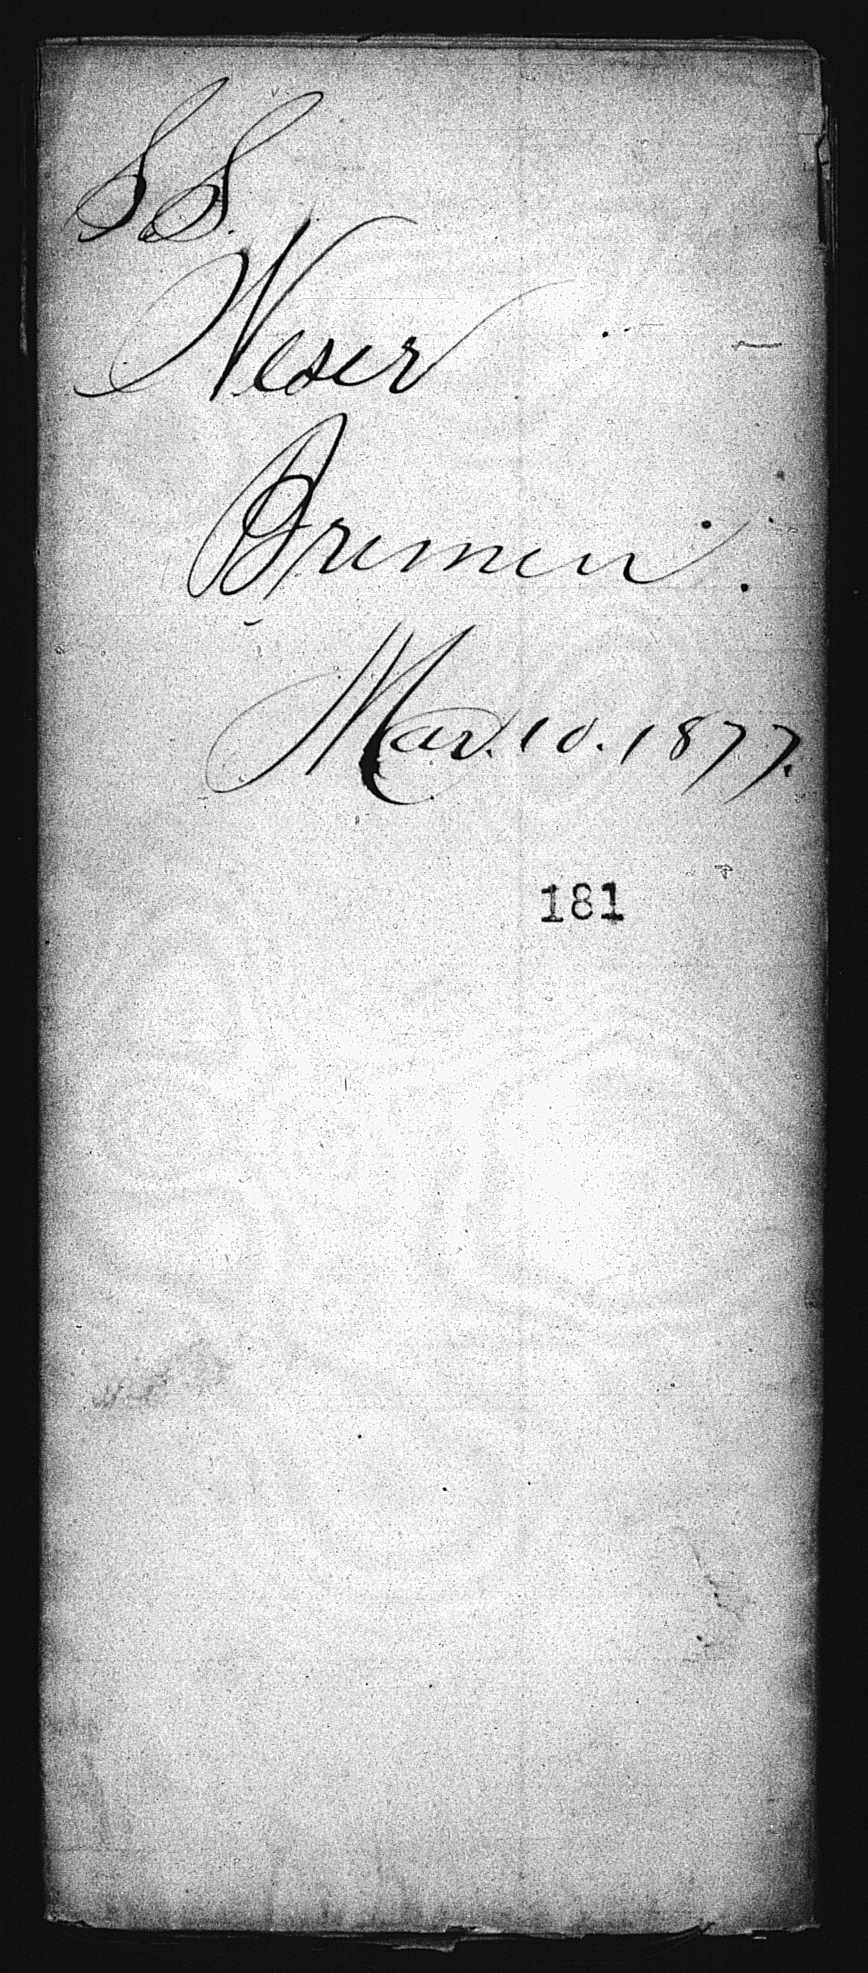 S.S.
Weser
Bremen.
Mar. 10. 1877.
181